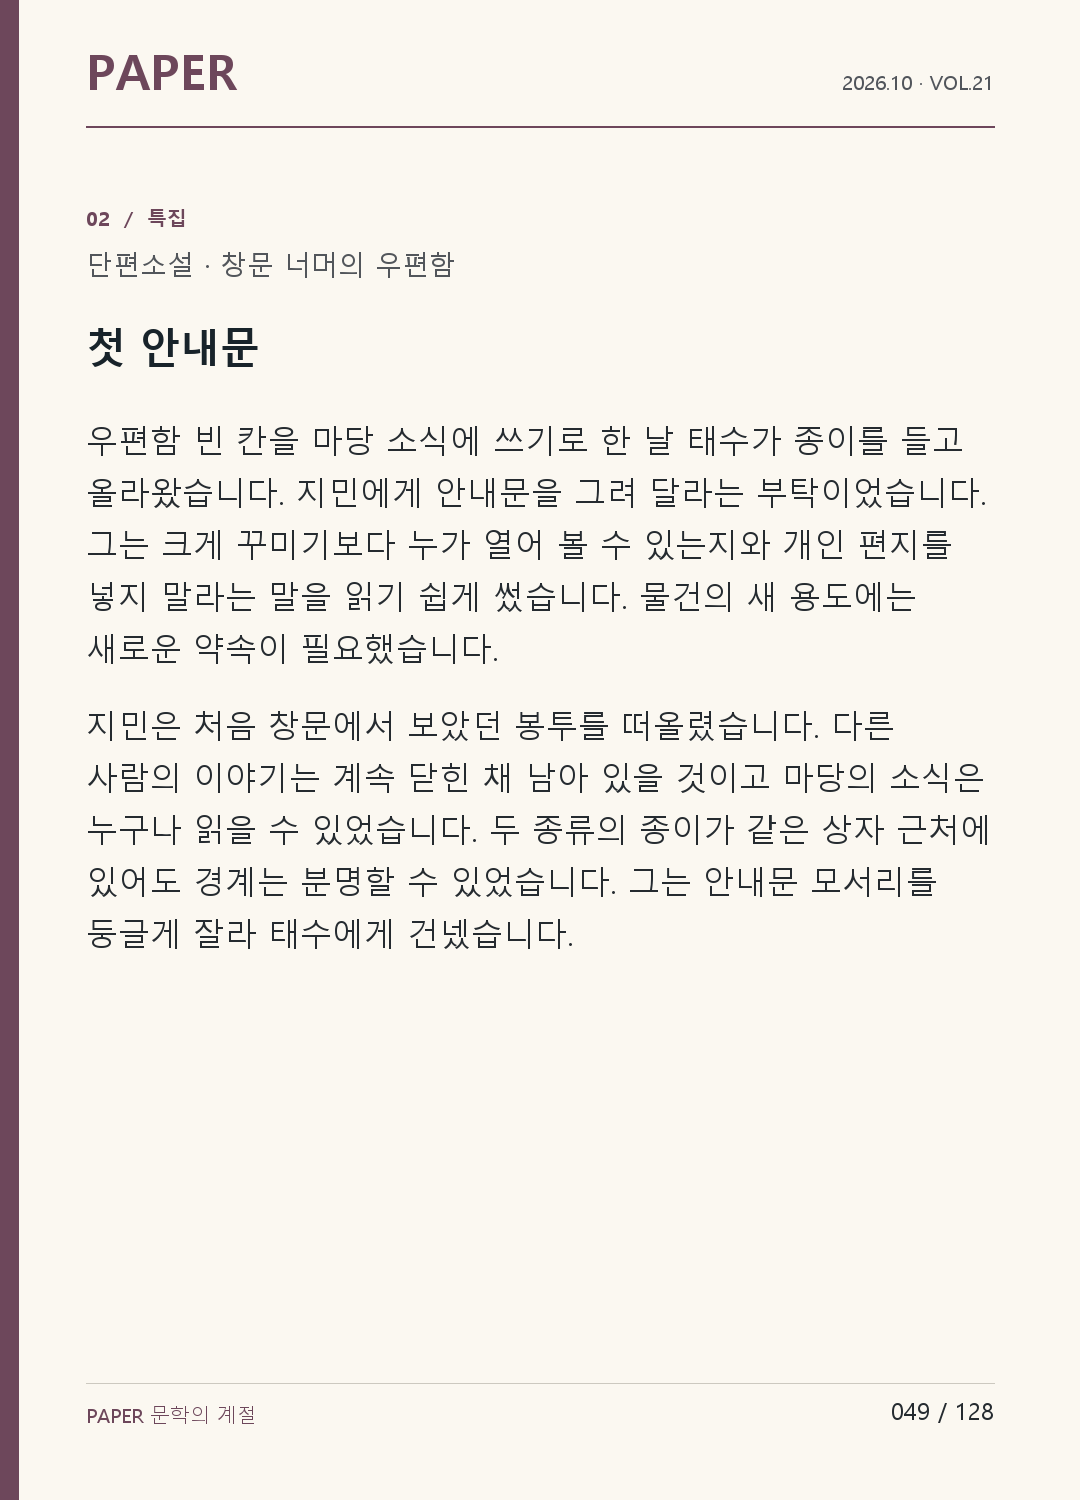 PAPER
2026.10 · VOL.21
02 / 특집
단편소설 · 창문 너머의 우편함
첫 안내문
우편함 빈 칸을 마당 소식에 쓰기로 한 날 태수가 종이를 들고
올라왔습니다. 지민에게 안내문을 그려 달라는 부탁이었습니다.
그는 크게 꾸미기보다 누가 열어 볼 수 있는지와 개인 편지를
넣지 말라는 말을 읽기 쉽게 썼습니다. 물건의 새 용도에는
새로운 약속이 필요했습니다.
지민은 처음 창문에서 보았던 봉투를 떠올렸습니다. 다른
사람의 이야기는 계속 닫힌 채 남아 있을 것이고 마당의 소식은
누구나 읽을 수 있었습니다. 두 종류의 종이가 같은 상자 근처에
있어도 경계는 분명할 수 있었습니다. 그는 안내문 모서리를
둥글게 잘라 태수에게 건넸습니다.
PAPER 문학의 계절
049 / 128